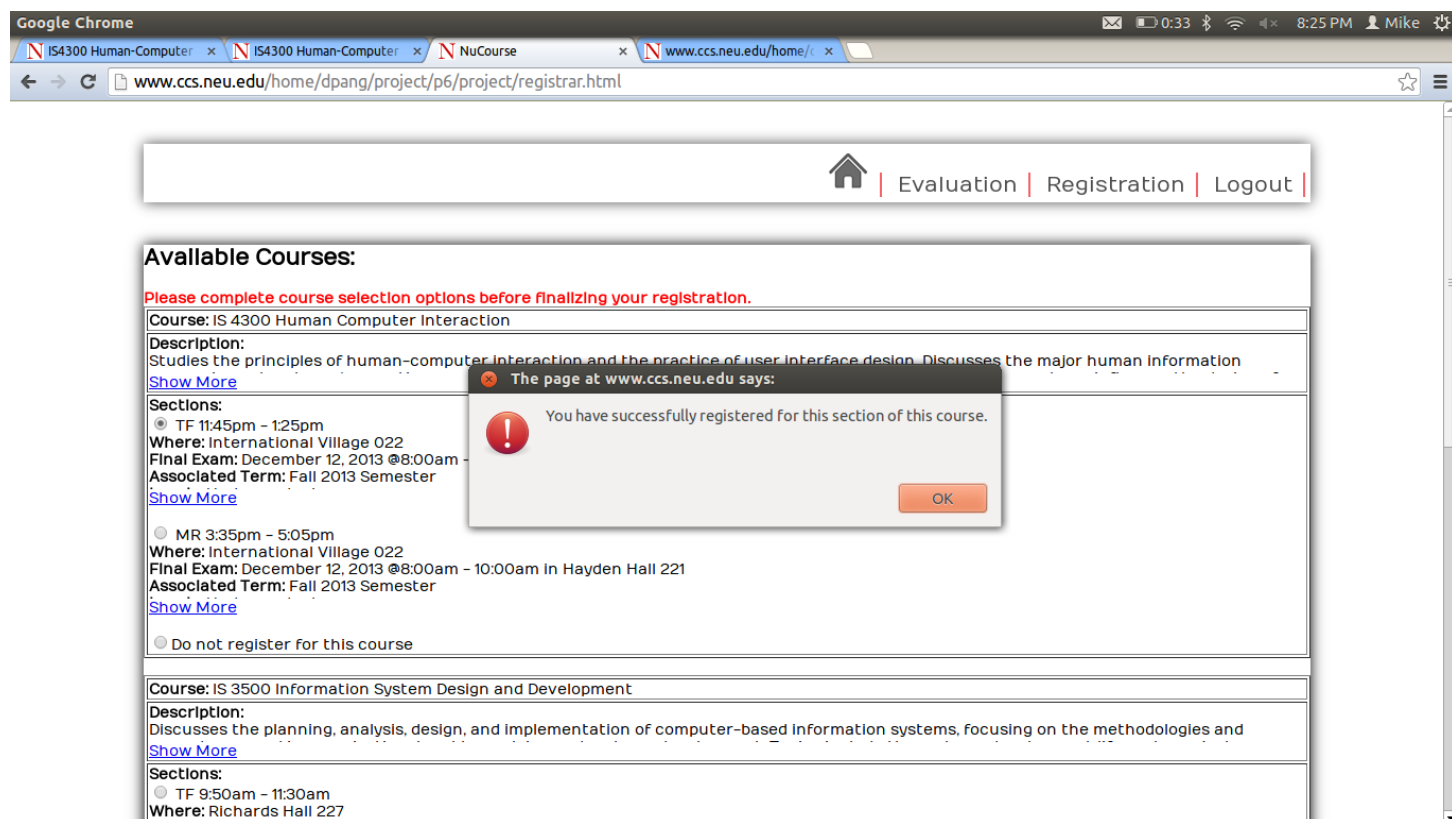 Google Chrome
0:33
8:25 PM
Mike
IS4300 Human-Computer
IS4300 Human-Computer
NuCourse
www.ccs.neu.edu/home/
www.ccs.neu.edu/home/dpang/project/p6/project/registrar.html
Evaluation
Registration
Logout
Available Courses:
Please complete course selection options before finalizing your registration.
Course: IS 4300 Human Computer Interaction
Description:
Studies the principles of human-computer interaction and the practice of user interface design. Discusses the major human information
Show More
The page at www.ccs.neu.edu says:
You have successfully registered for this section of this course.
OK
Sections:
TF 11:45pm - 1:25pm
Where: International Village 022
Final Exam: December 12, 2013 @8:00am -
Associated Term: Fall 2013 Semester
Show More
MR 3:35pm - 5:05pm
Where: International Village 022
Final Exam: December 12, 2013 @8:00am - 10:00am in Hayden Hall 221
Associated Term: Fall 2013 Semester
Show More
Do not register for this course
Course: IS 3500 Information System Design and Development
Description:
Discusses the planning, analysis, design, and implementation of computer-based information systems, focusing on the methodologies and
Show More
Sections:
TF 9:50am - 11:30am
Where: Richards Hall 227